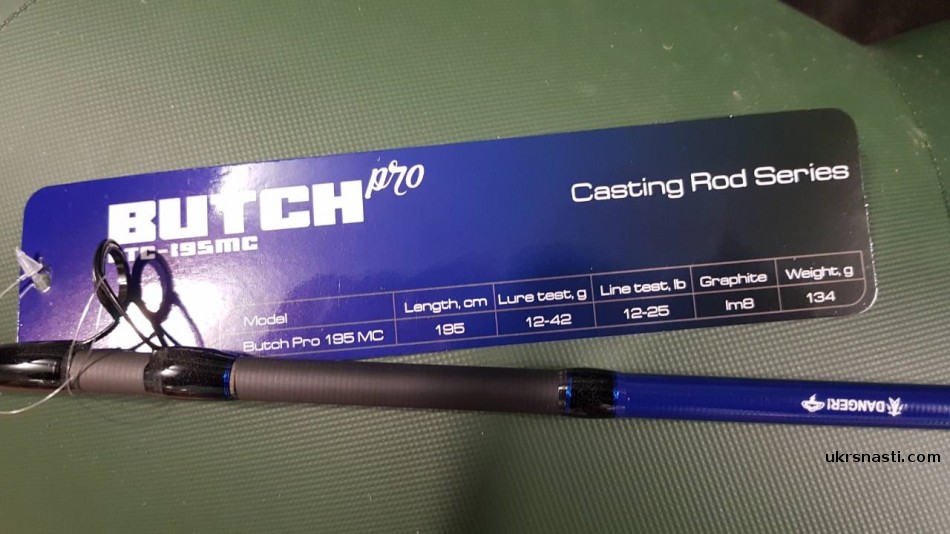 BUTCH pro
TC-195MC
Casting Rod Series
Model Length, cm Lure test, g Line test, lb Graphite Weight, g
Butch Pro 195 MC 195 12-42 12-25 Im8 134
DANGER!
ukrsnasti.com